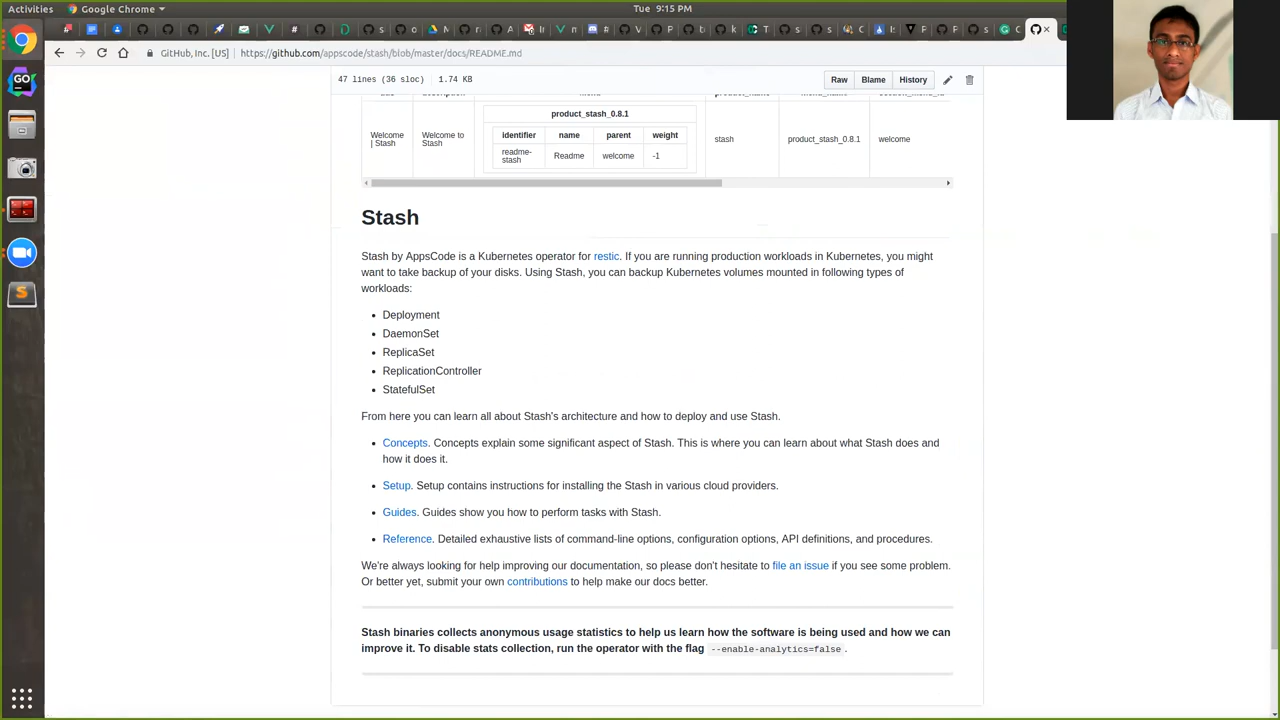 Activities Google Chrome Tue 9:15 PM
GitHub, Inc. [US] https://github.com/appscode/stash/blob/master/docs/README.md
47 lines (36 sloc) 1.74 KB Raw Blame History
product_stash_0.8.1
identifier name parent weight
Welcome | Stash Welcome to Stash readme-stash Readme welcome -1 stash product_stash_0.8.1 welcome
Stash
Stash by AppsCode is a Kubernetes operator for restic. If you are running production workloads in Kubernetes, you might
want to take backup of your disks. Using Stash, you can backup Kubernetes volumes mounted in following types of
workloads:
Deployment
DaemonSet
ReplicaSet
ReplicationController
StatefulSet
From here you can learn all about Stash's architecture and how to deploy and use Stash.
Concepts. Concepts explain some significant aspect of Stash. This is where you can learn about what Stash does and
how it does it.
Setup. Setup contains instructions for installing the Stash in various cloud providers.
Guides. Guides show you how to perform tasks with Stash.
Reference. Detailed exhaustive lists of command-line options, configuration options, API definitions, and procedures.
We're always looking for help improving our documentation, so please don't hesitate to file an issue if you see some problem.
Or better yet, submit your own contributions to help make our docs better.
Stash binaries collects anonymous usage statistics to help us learn how the software is being used and how we can
improve it. To disable stats collection, run the operator with the flag --enable-analytics=false .